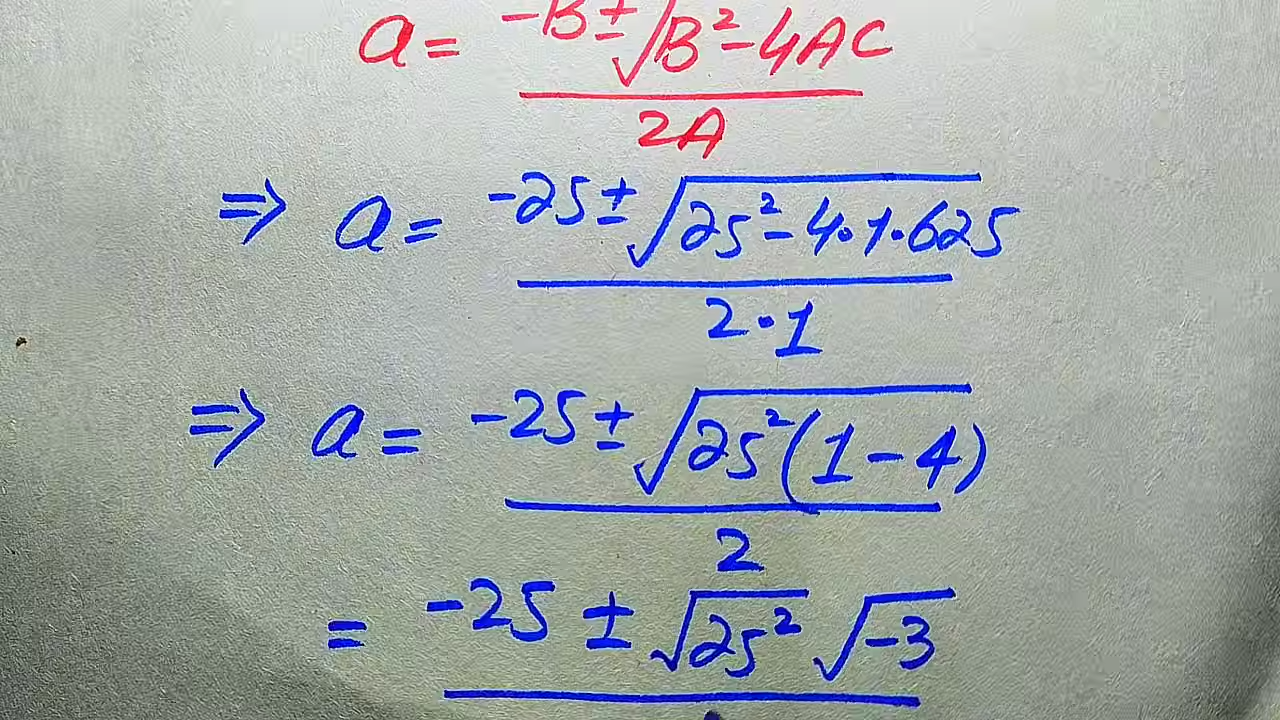 a = -B ± √B² - 4AC
2A
⇒ a = -25 ± √25² - 4·1·625
2·1
⇒ a = -25 ± √25²(1 - 4)
2
= -25 ± √25² √-3